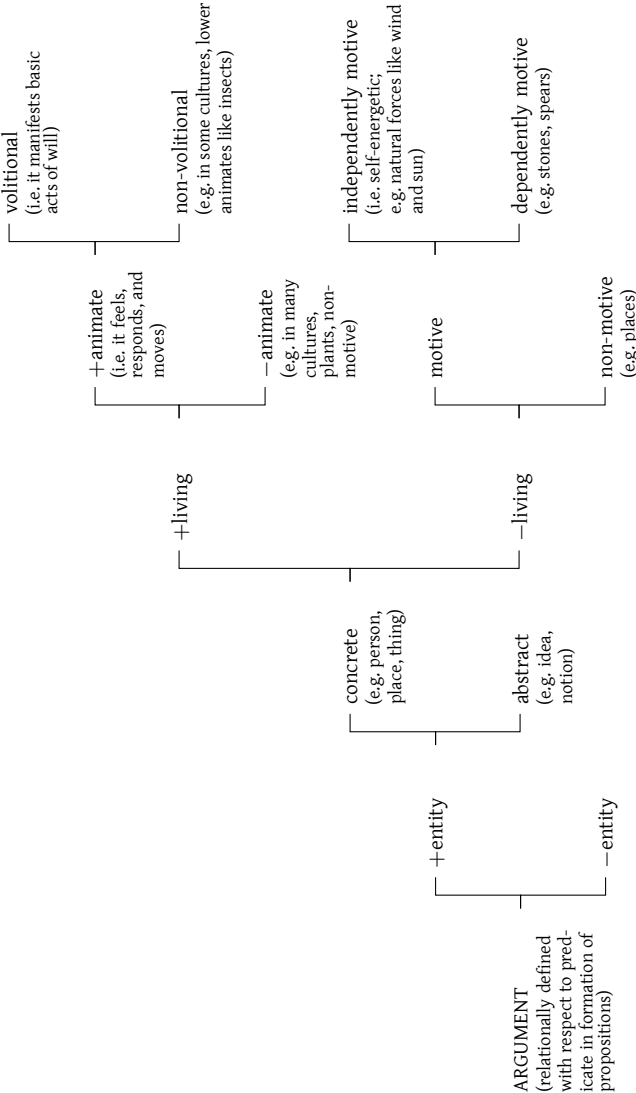 ARGUMENT
(relationally defined
with respect to pred-
icate in formation of
propositions)
+entity
−entity
concrete
(e.g. person,
place, thing)
abstract
(e.g. idea,
notion)
+living
−living
+animate
(i.e. it feels,
responds, and
moves)
−animate
(e.g. in many
cultures,
plants, non-
motive)
motive
non-motive
(e.g. places)
volitional
(i.e. it manifests basic
acts of will)
non-volitional
(e.g. in some cultures, lower
animates like insects)
independently motive
(i.e. self-energetic;
e.g. natural forces like wind
and sun)
dependently motive
(e.g. stones, spears)